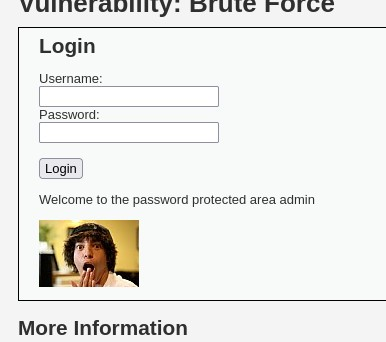 Vulnerability: Brute Force
Login
Username:
Password:
Login
Welcome to the password protected area admin
More Information